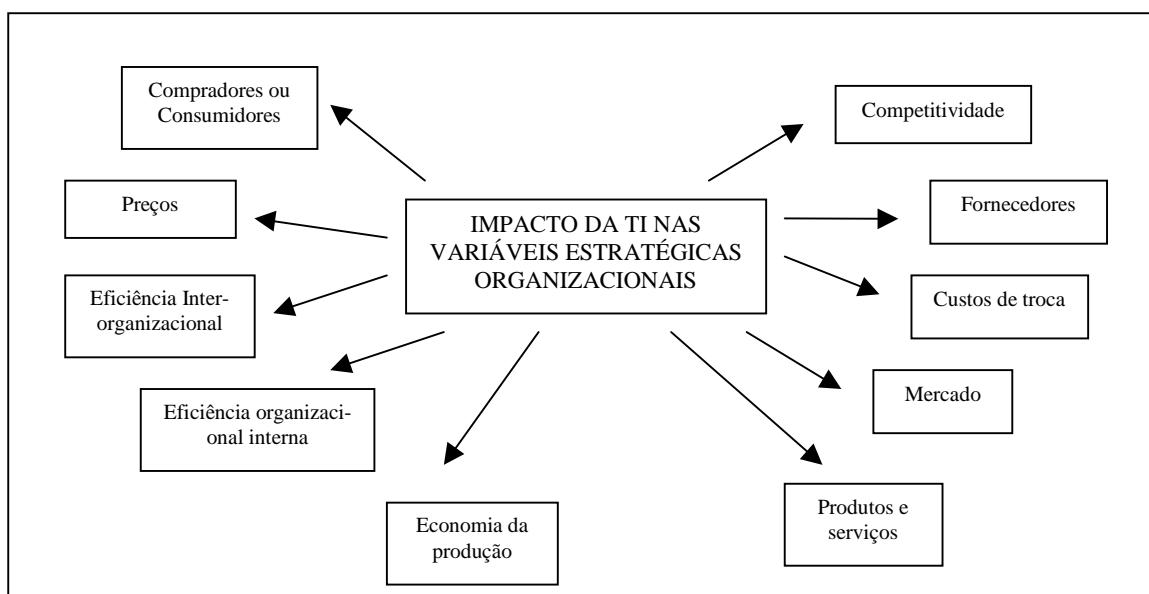 Compradores ou
Consumidores
Competitividade
Preços
IMPACTO DA TI NAS
VARIÁVEIS ESTRATÉGICAS
ORGANIZACIONAIS
Fornecedores
Eficiência Inter-
organizacional
Custos de troca
Eficiência organizaci-
onal interna
Mercado
Economia da
produção
Produtos e
serviços